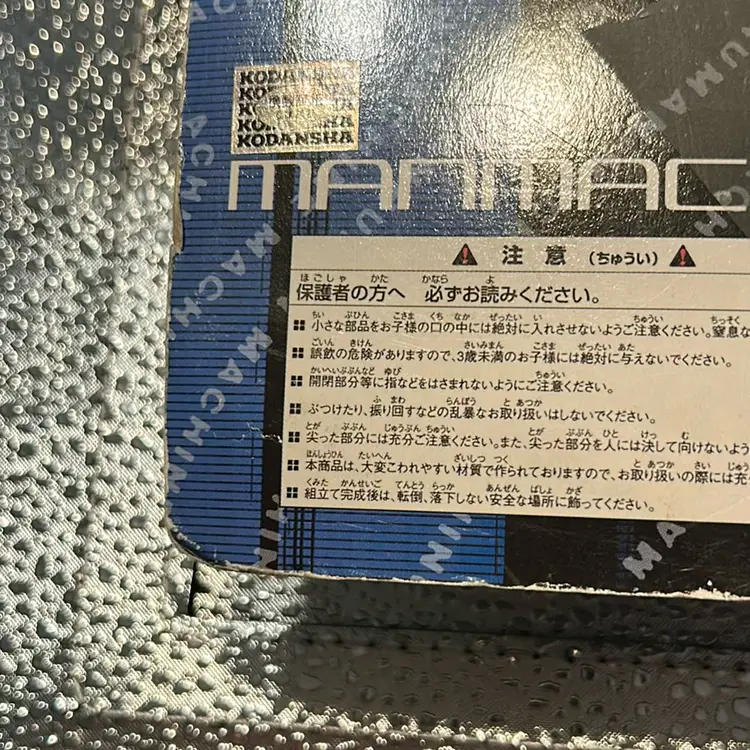 KODANSHA
KODANSHA
KODANSHA
MANMAC
注意 (ちゅうい)
保護者の方へ 必ずお読みください。
小さな部品をお子様の口の中には絶対に入れさせないようご注意ください。窒息な
誤飲の危険がありますので、3歳未満のお子様には絶対に与えないでください。
開閉部分等に指などをはさまれないようにご注意ください。
ぶつけたり、振り回すなどの乱暴なお取り扱いはしないでください。
尖った部分には充分ご注意ください。また、尖った部分を人には決して向けないよう
本商品は、大変こわれやすい材質で作られておりますので、お取り扱いの際には充
組立て完成後は、転倒、落下しない安全な場所に飾ってください。